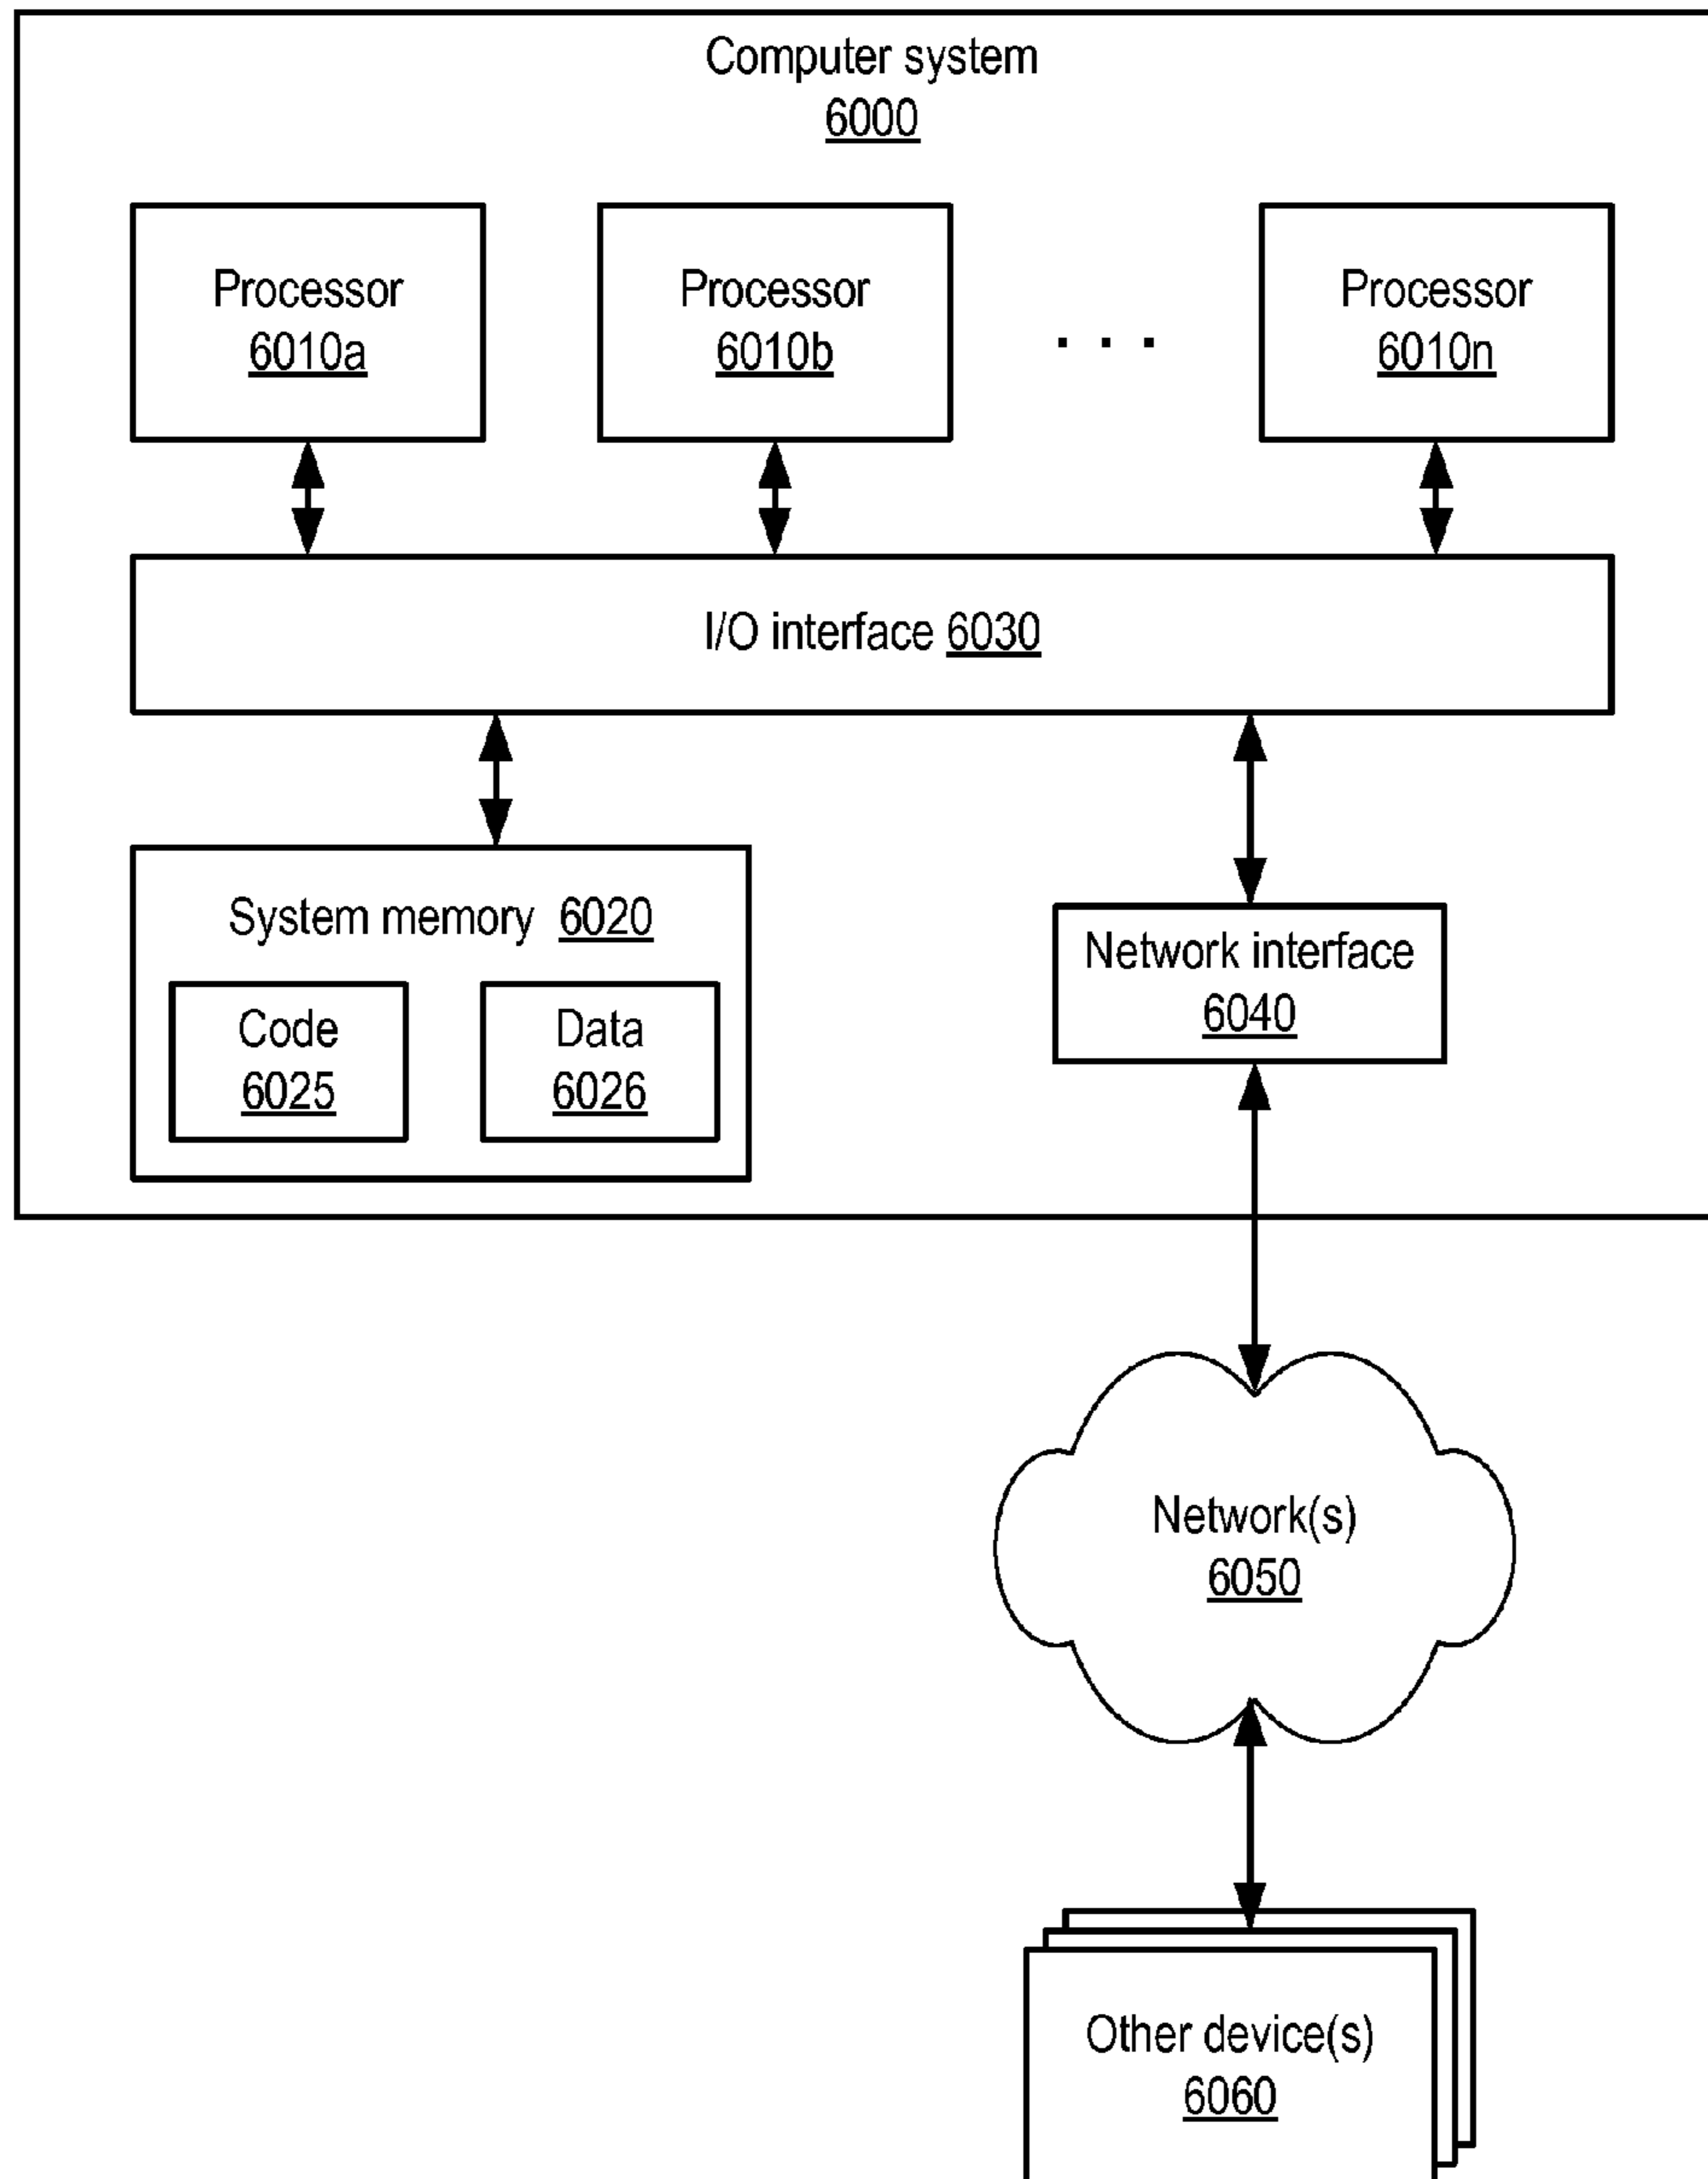 Computer system
6000
Processor
6010a
Processor
6010b
. . .
Processor
6010n
I/O interface 6030
System memory 6020
Code
6025
Data
6026
Network interface
6040
Network(s)
6050
Other device(s)
6060